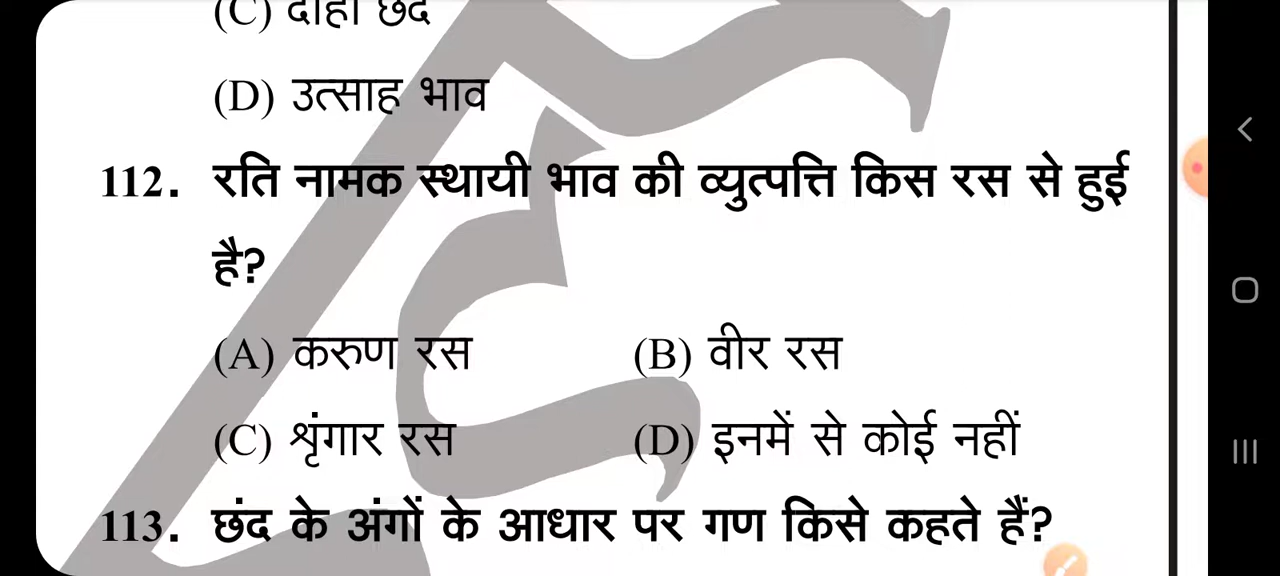 (C) दोहा छंद
(D) उत्साह भाव
112. रति नामक स्थायी भाव की व्युत्पत्ति किस रस से हुई
है?
(A) करुण रस (B) वीर रस
(C) शृंगार रस (D) इनमें से कोई नहीं
113. छंद के अंगों के आधार पर गण किसे कहते हैं?